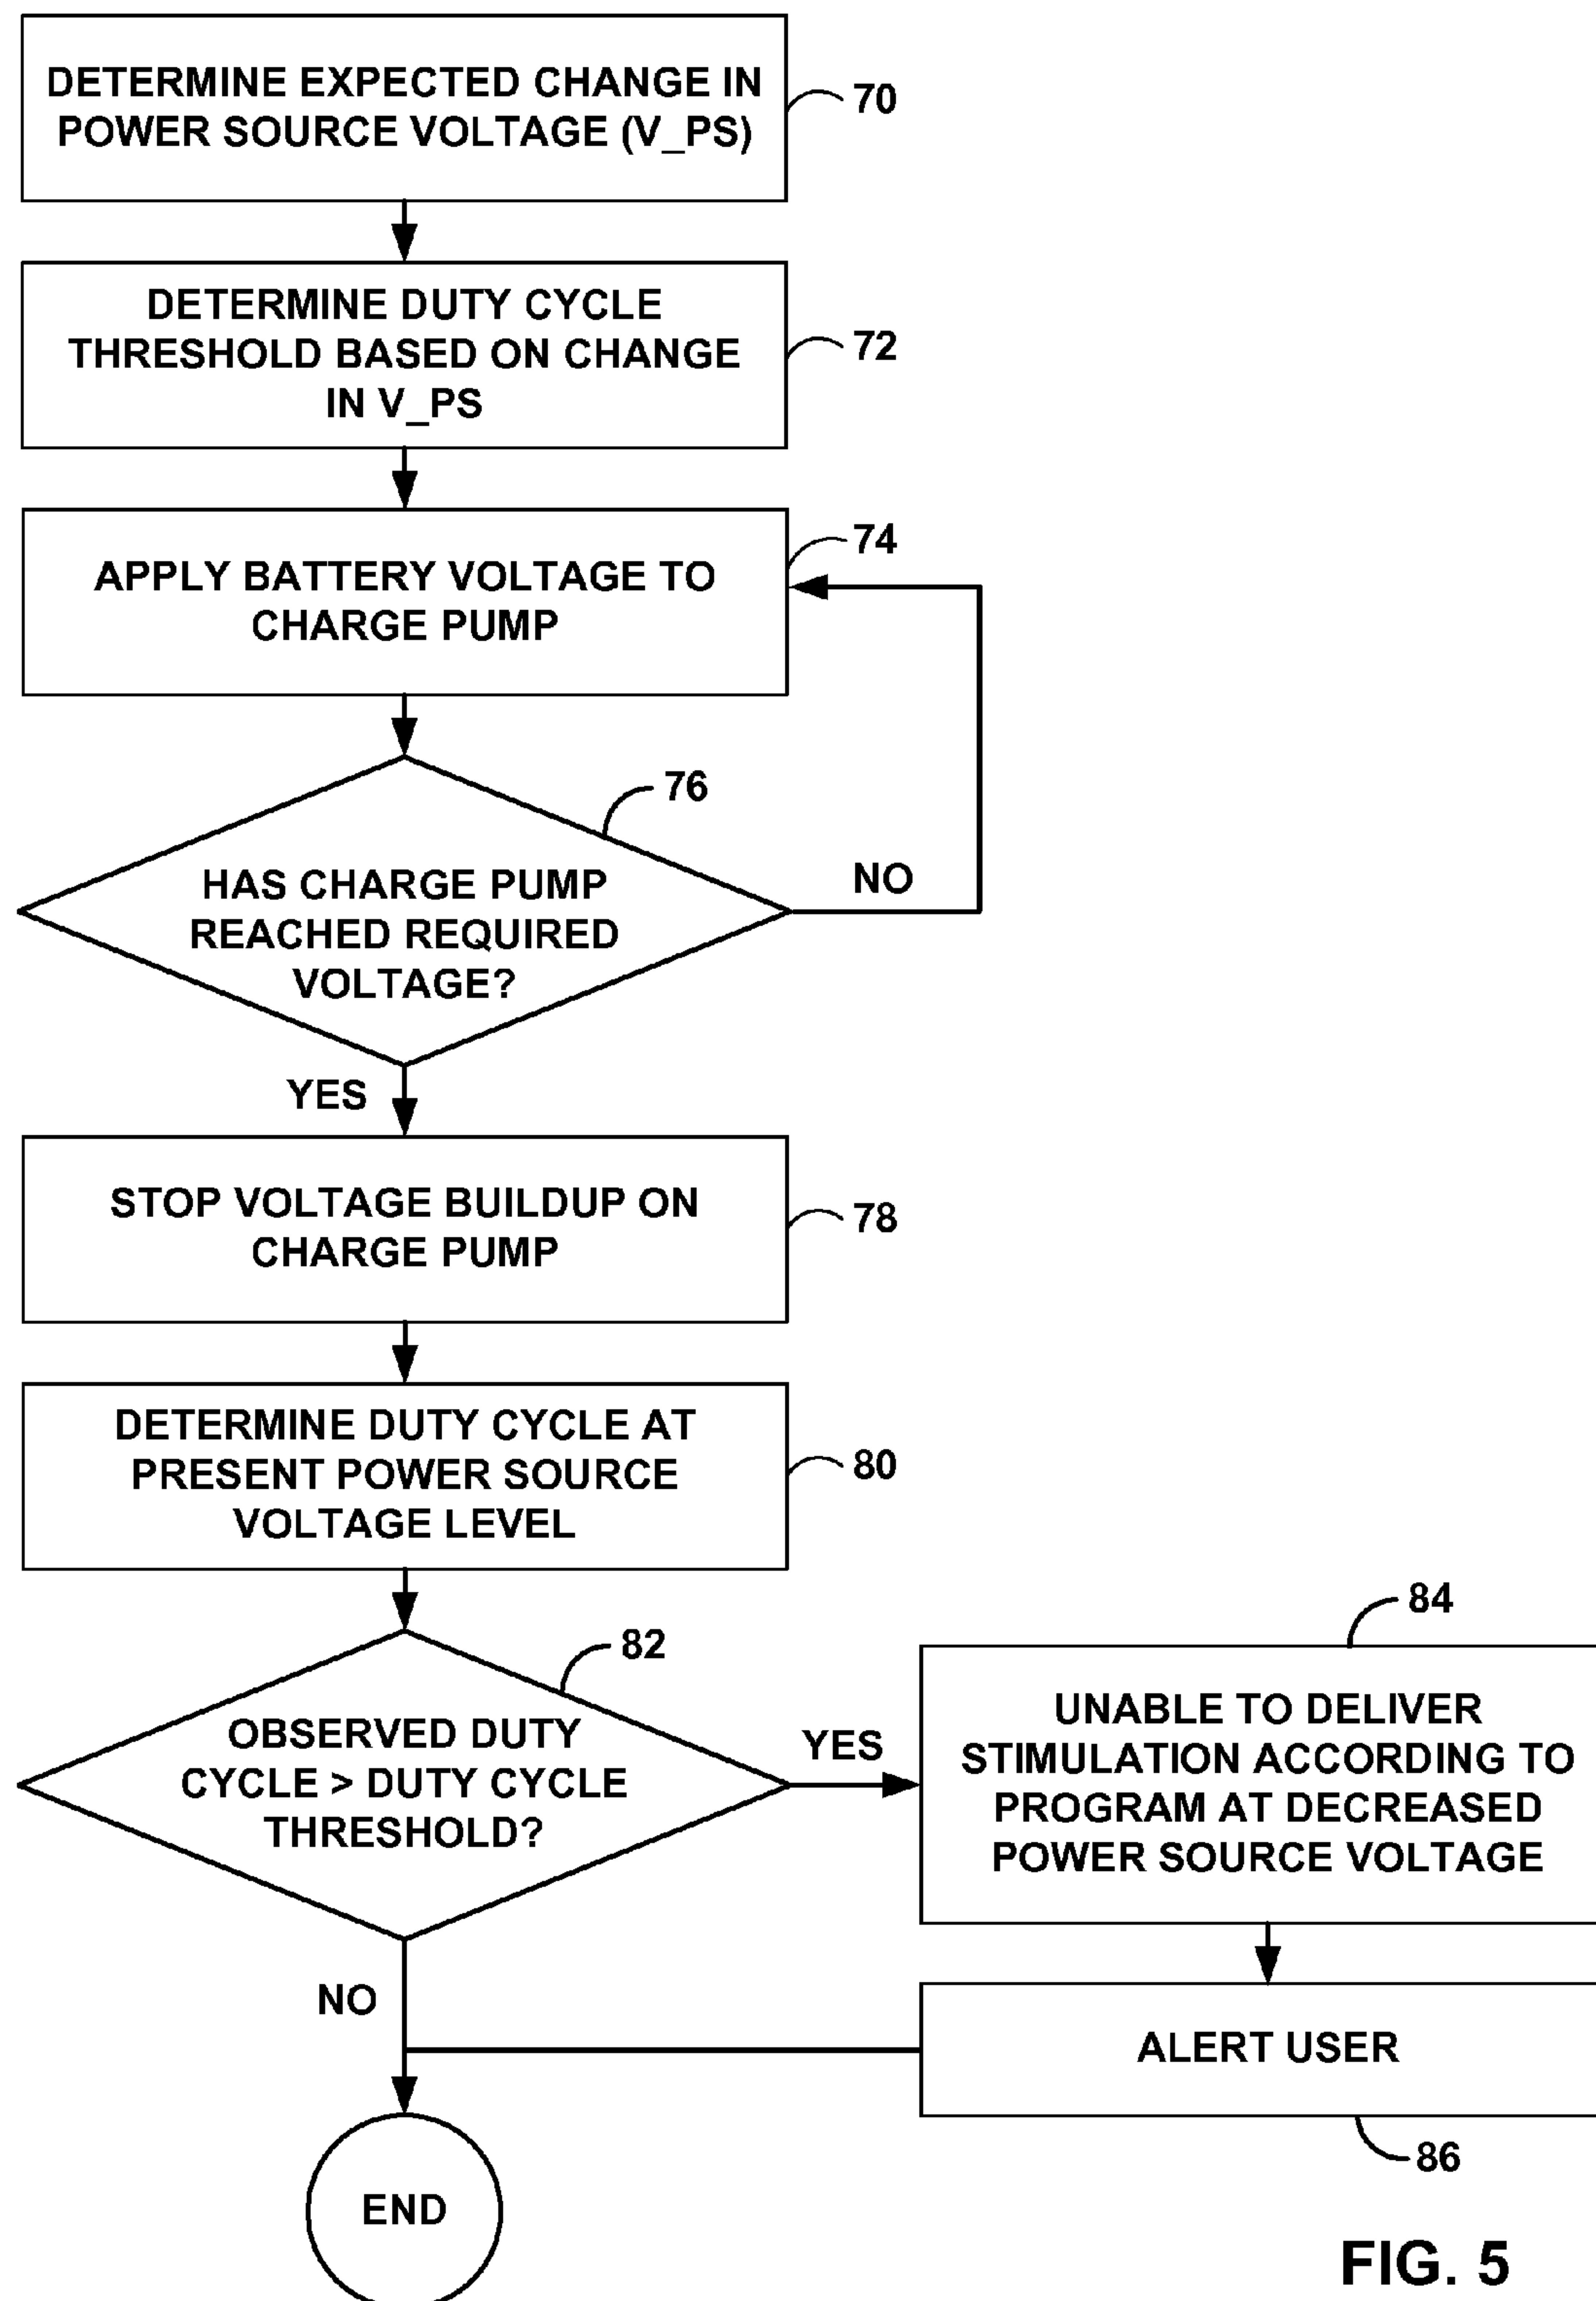 DETERMINE EXPECTED CHANGE IN
POWER SOURCE VOLTAGE (V_PS)
70
DETERMINE DUTY CYCLE
THRESHOLD BASED ON CHANGE
IN V_PS
72
APPLY BATTERY VOLTAGE TO
CHARGE PUMP
74
76
HAS CHARGE PUMP
REACHED REQUIRED
VOLTAGE?
NO
YES
STOP VOLTAGE BUILDUP ON
CHARGE PUMP
78
DETERMINE DUTY CYCLE AT
PRESENT POWER SOURCE
VOLTAGE LEVEL
80
82
OBSERVED DUTY
CYCLE > DUTY CYCLE
THRESHOLD?
YES
84
UNABLE TO DELIVER
STIMULATION ACCORDING TO
PROGRAM AT DECREASED
POWER SOURCE VOLTAGE
NO
ALERT USER
86
END
FIG. 5